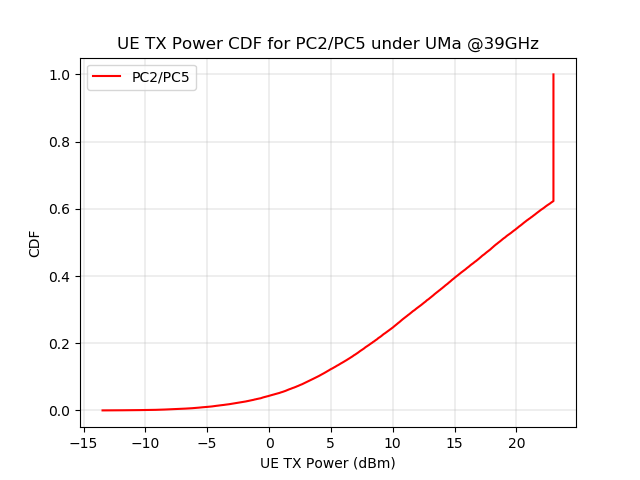 UE TX Power CDF for PC2/PC5 under UMa @39GHz
PC2/PC5
1.0
0.8
0.6
0.4
0.2
0.0
CDF
−15 −10 −5 0 5 10 15 20
UE TX Power (dBm)